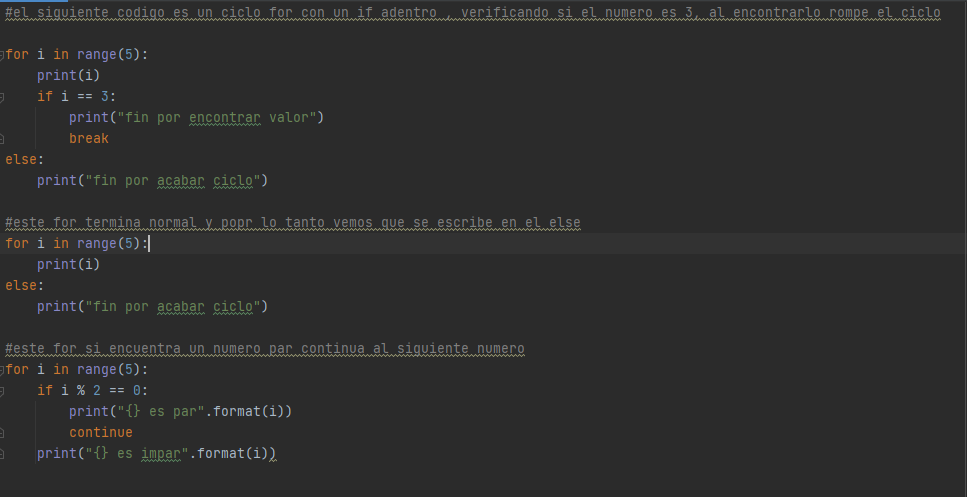 #el siguiente codigo es un ciclo for con un if adentro , verificando si el numero es 3, al encontrarlo rompe el ciclo
for i in range(5):
    print(i)
    if i == 3:
        print("fin por encontrar valor")
        break
else:
    print("fin por acabar ciclo")
#este for termina normal y popr lo tanto vemos que se escribe en el else
for i in range(5):
    print(i)
else:
    print("fin por acabar ciclo")
#este for si encuentra un numero par continua al siguiente numero
for i in range(5):
    if i % 2 == 0:
        print("{} es par".format(i))
        continue
    print("{} es impar".format(i))